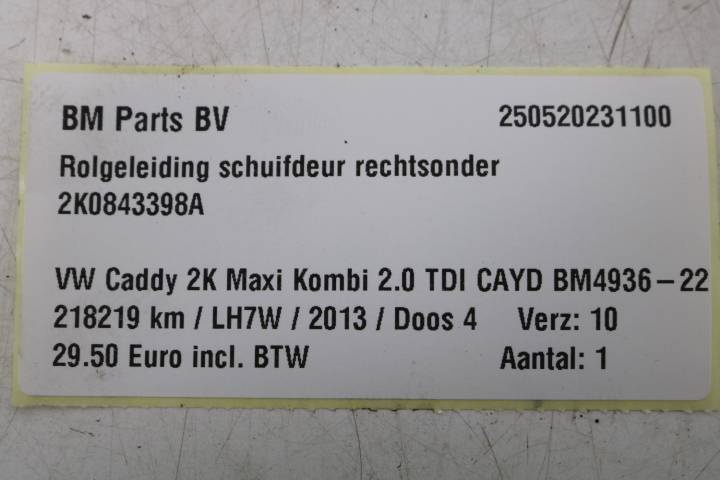 BM Parts BV 250520231100
Rolgeleiding schuifdeur rechtsonder
2K0843398A
VW Caddy 2K Maxi Kombi 2.0 TDI CAYD BM4936-22
218219 km / LH7W / 2013 / Doos 4 Verz: 10
29.50 Euro incl. BTW Aantal: 1